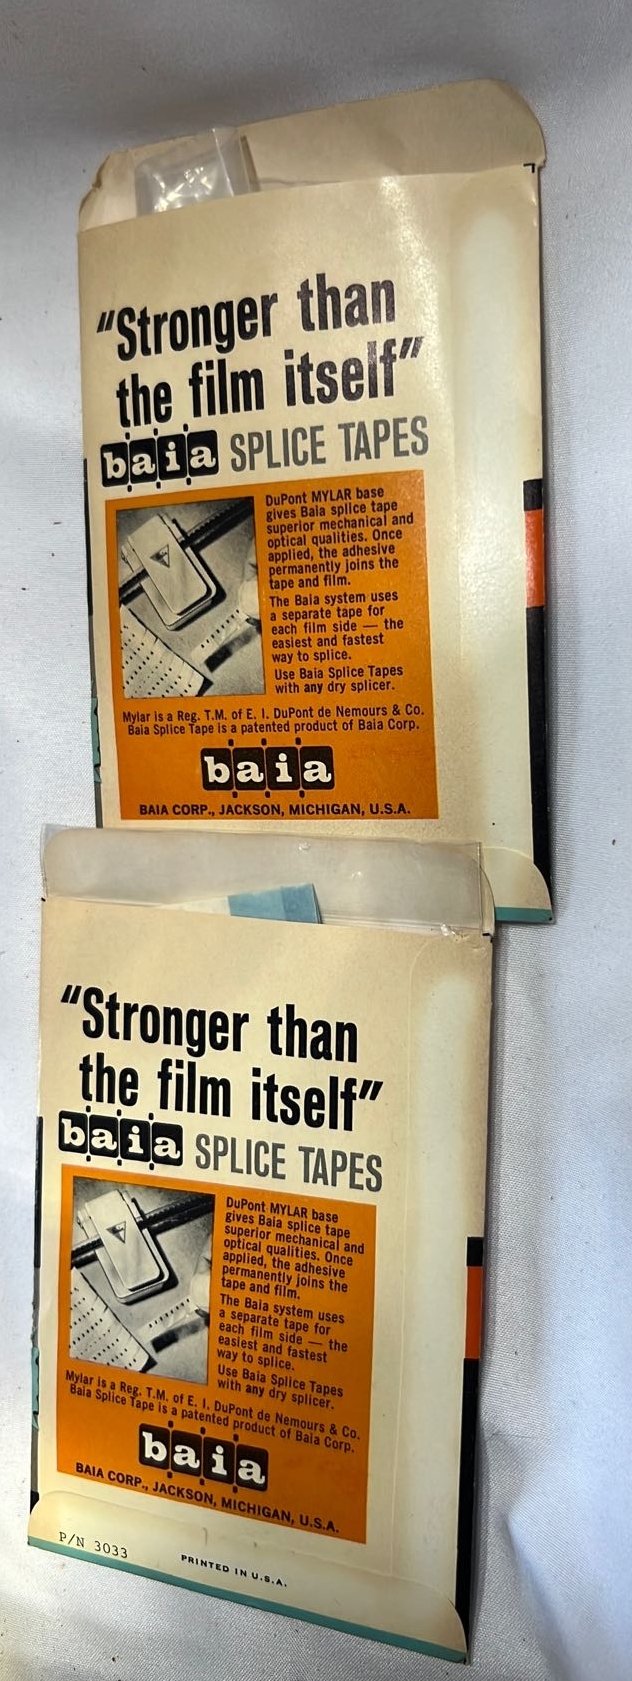 “Stronger than
the film itself”
baia SPLICE TAPES
DuPont MYLAR base
gives Baia splice tape
superior mechanical and
optical qualities. Once
applied, the adhesive
permanently joins the
tape and film.
The Baia system uses
a separate tape for
each film side — the
easiest and fastest
way to splice.
Use Baia Splice Tapes
with any dry splicer.
Mylar is a Reg. T.M. of E. I. DuPont de Nemours & Co.
Baia Splice Tape is a patented product of Baia Corp.
baia
BAIA CORP., JACKSON, MICHIGAN, U.S.A.
“Stronger than
the film itself”
baia SPLICE TAPES
DuPont MYLAR base
gives Baia splice tape
superior mechanical and
optical qualities. Once
applied, the adhesive
permanently joins the
tape and film.
The Baia system uses
a separate tape for
each film side — the
easiest and fastest
way to splice.
Use Baia Splice Tapes
with any dry splicer.
Mylar is a Reg. T.M. of E. I. DuPont de Nemours & Co.
Baia Splice Tape is a patented product of Baia Corp.
baia
BAIA CORP., JACKSON, MICHIGAN, U.S.A.
P/N 3033
PRINTED IN U.S.A.